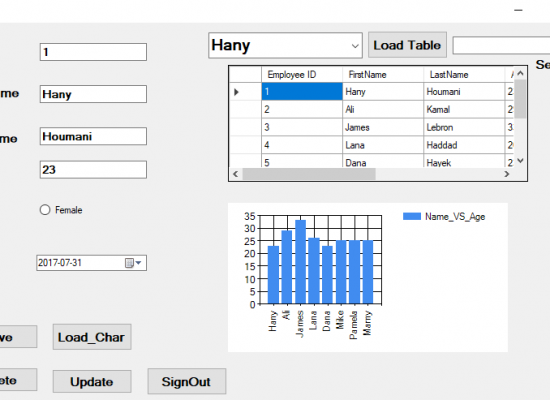 1
Hany
Load Table
Se
me
Hany
me
Houmani
23
Female
2017-07-31
ve
Load_Char
ete
Update
SignOut
Employee ID FirstName LastName A
1 Hany Houmani 2
2 Ali Kamal 2
3 James Lebron 3
4 Lana Haddad 2
5 Dana Hayek 2
Name_VS_Age
35
30
25
20
15
10
5
0
Hany
Ali
James
Lana
Dana
Mike
Pamela
Marny